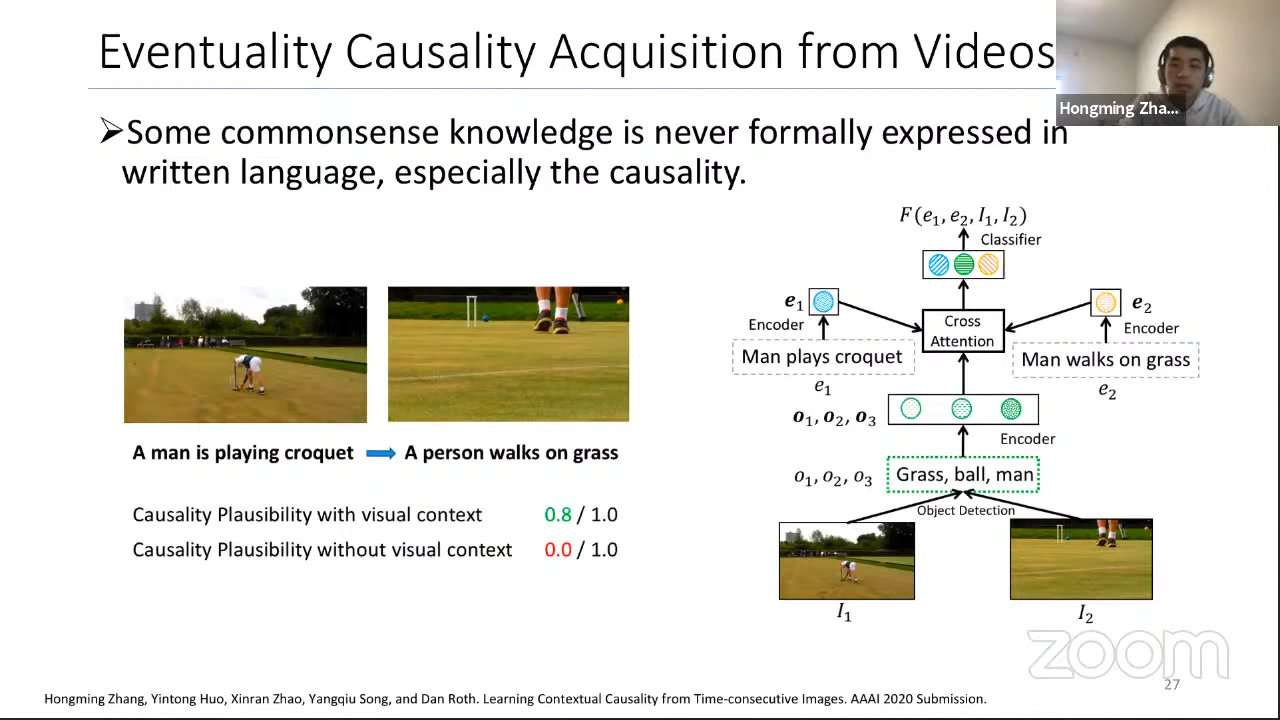 Eventuality Causality Acquisition from Videos
Hongming Zha...
➢Some commonsense knowledge is never formally expressed in
written language, especially the causality.
A man is playing croquet
A person walks on grass
Causality Plausibility with visual context 0.8 / 1.0
Causality Plausibility without visual context 0.0 / 1.0
F(e₁, e₂, I₁, I₂)
Classifier
e₁
e₂
Encoder
Cross
Attention
Encoder
Man plays croquet
Man walks on grass
e₁
e₂
o₁, o₂, o₃
Encoder
o₁, o₂, o₃
Grass, ball, man
Object Detection
I₁
I₂
zoom
27
Hongming Zhang, Yintong Huo, Xinran Zhao, Yangqiu Song, and Dan Roth. Learning Contextual Causality from Time-consecutive Images. AAAI 2020 Submission.